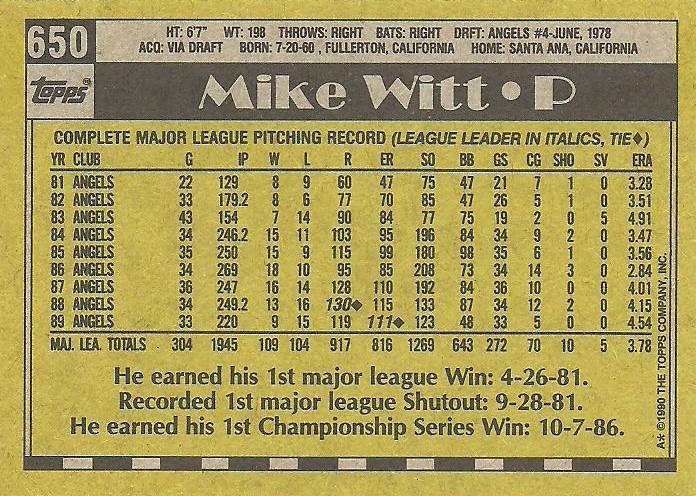 650
HT: 6'7" WT: 198 THROWS: RIGHT BATS: RIGHT DRFT: ANGELS #4-JUNE, 1978
ACQ: VIA DRAFT BORN: 7-20-60 , FULLERTON, CALIFORNIA HOME: SANTA ANA, CALIFORNIA
topps
Mike Witt • P
COMPLETE MAJOR LEAGUE PITCHING RECORD (LEAGUE LEADER IN ITALICS, TIE♦)
YR CLUB G IP W L R ER SO BB GS CG SHO SV ERA
81 ANGELS 22 129 8 9 60 47 75 47 21 7 1 0 3.28
82 ANGELS 33 179.2 8 6 77 70 85 47 26 5 1 0 3.51
83 ANGELS 43 154 7 14 90 84 77 75 19 2 0 5 4.91
84 ANGELS 34 246.2 15 11 103 95 196 84 34 9 2 0 3.47
85 ANGELS 35 250 15 9 115 99 180 98 35 6 1 0 3.56
86 ANGELS 34 269 18 10 95 85 208 73 34 14 3 0 2.84
87 ANGELS 36 247 16 14 128 110 192 84 36 10 0 0 4.01
88 ANGELS 34 249.2 13 16 130♦ 115 133 87 34 12 2 0 4.15
89 ANGELS 33 220 9 15 119 111♦ 123 48 33 5 0 0 4.54
MAJ. LEA. TOTALS 304 1945 109 104 917 816 1269 643 272 70 10 5 3.78
He earned his 1st major league Win: 4-26-81.
Recorded 1st major league Shutout: 9-28-81.
He earned his 1st Championship Series Win: 10-7-86.
A* ©1990 THE TOPPS COMPANY, INC.